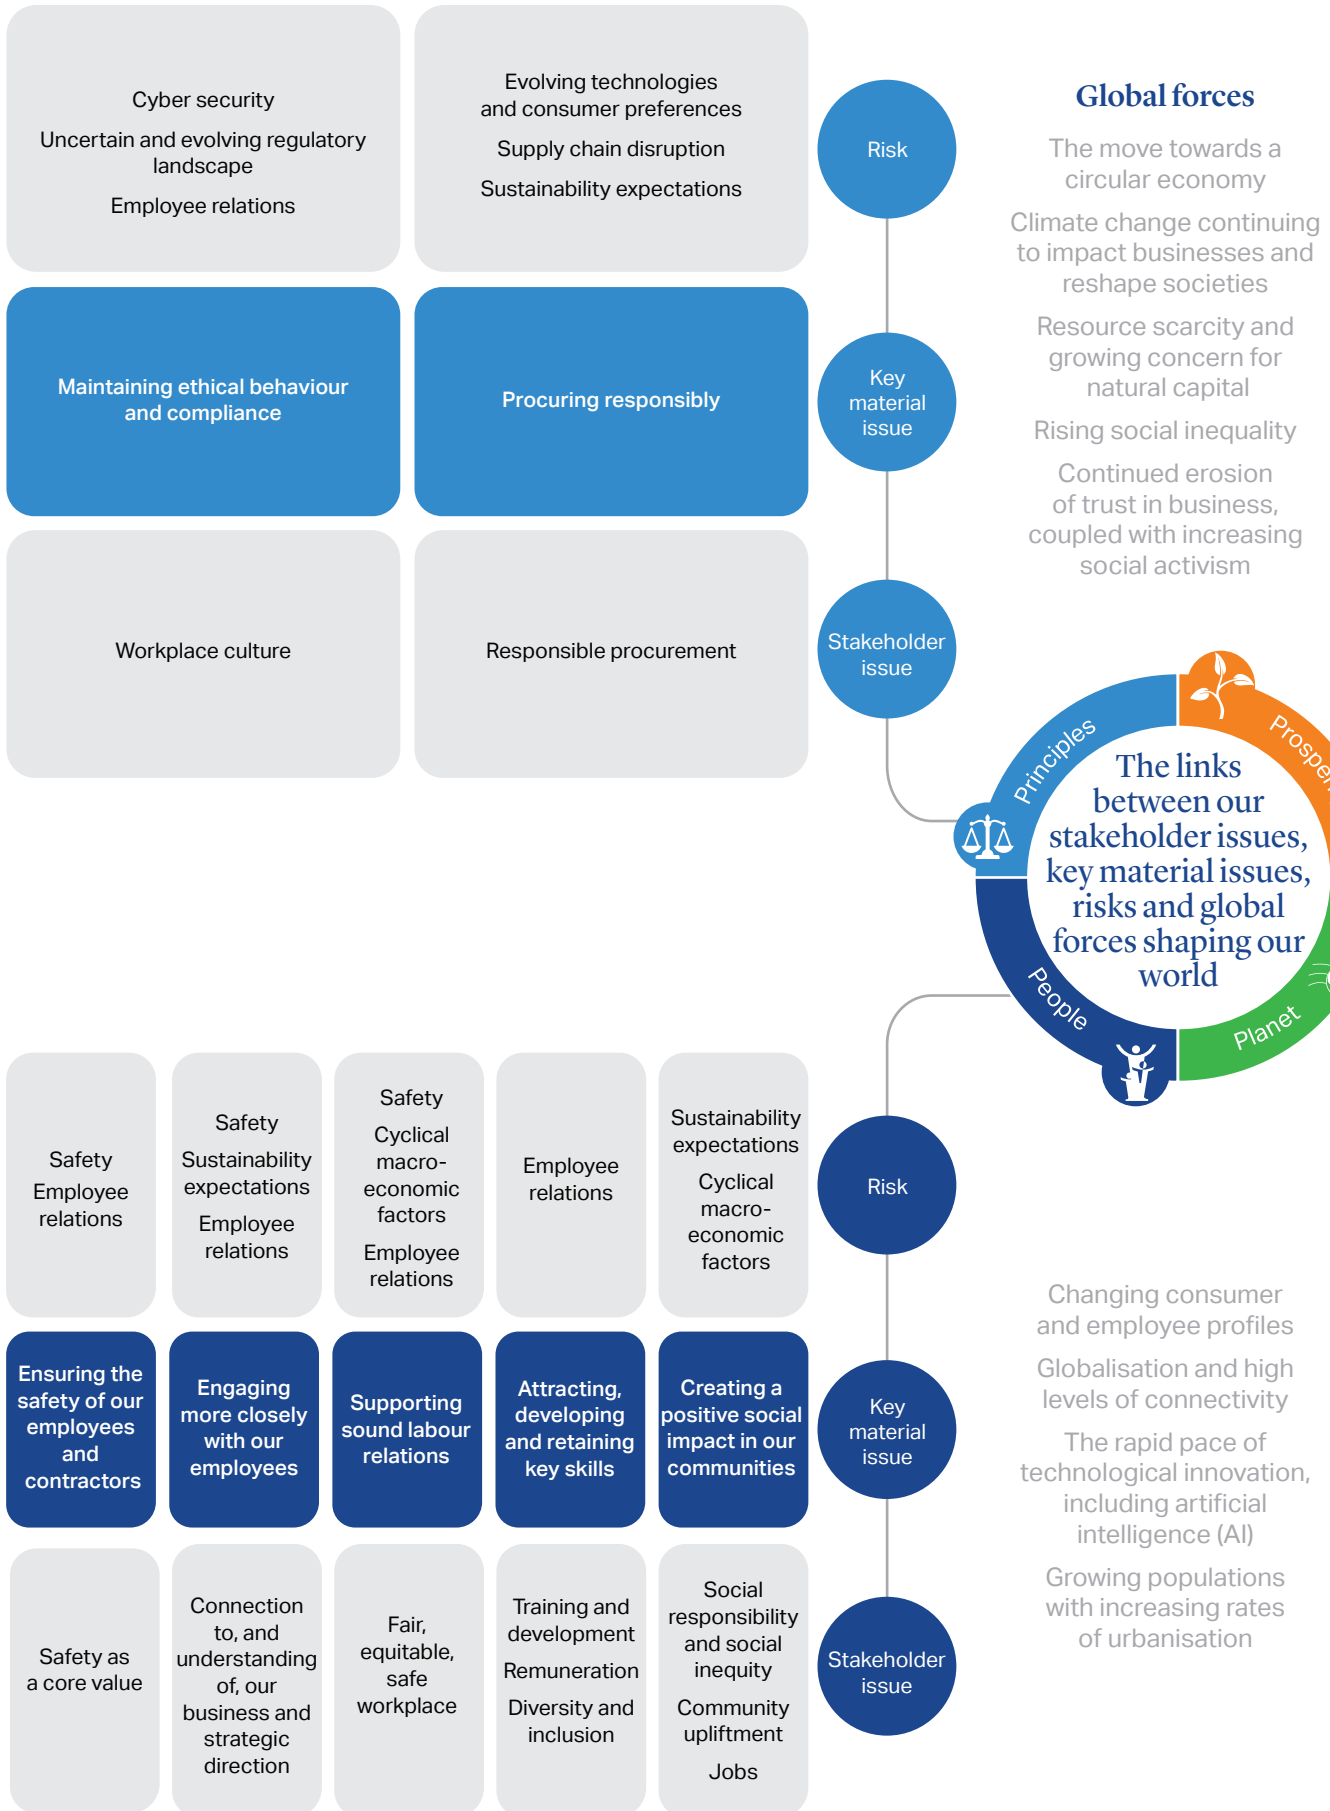 Cyber security
Uncertain and evolving regulatory
landscape
Employee relations
Evolving technologies
and consumer preferences
Supply chain disruption
Sustainability expectations
Risk
Maintaining ethical behaviour
and compliance
Procuring responsibly
Key
material
issue
Workplace culture
Responsible procurement
Stakeholder
issue
Global forces
The move towards a
circular economy
Climate change continuing
to impact businesses and
reshape societies
Resource scarcity and
growing concern for
natural capital
Rising social inequality
Continued erosion
of trust in business,
coupled with increasing
social activism
Principles
The links
between our
stakeholder issues,
key material issues,
risks and global
forces shaping our
world
People
Planet
Safety
Employee
relations
Safety
Sustainability
expectations
Employee
relations
Safety
Cyclical
macro-
economic
factors
Employee
relations
Employee
relations
Sustainability
expectations
Cyclical
macro-
economic
factors
Risk
Ensuring the
safety of our
employees
and
contractors
Engaging
more closely
with our
employees
Supporting
sound labour
relations
Attracting,
developing
and retaining
key skills
Creating a
positive social
impact in our
communities
Key
material
issue
Safety as
a core value
Connection
to, and
understanding
of, our
business and
strategic
direction
Fair,
equitable,
safe
workplace
Training and
development
Remuneration
Diversity and
inclusion
Social
responsibility
and social
inequity
Community
upliftment
Jobs
Stakeholder
issue
Changing consumer
and employee profiles
Globalisation and high
levels of connectivity
The rapid pace of
technological innovation,
including artificial
intelligence (AI)
Growing populations
with increasing rates
of urbanisation